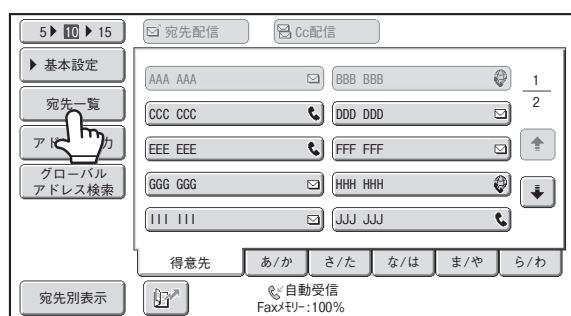 5 10 15
宛先配信
Cc配信
基本設定
宛先一覧
ア 力
グローバル
アドレス検索
宛先別表示
AAA AAA
BBB BBB
CCC CCC
DDD DDD
EEE EEE
FFF FFF
GGG GGG
HHH HHH
III III
JJJ JJJ
1
2
得意先
あ/か
さ/た
な/は
ま/や
ら/わ
自動受信
Faxメモリー:100%